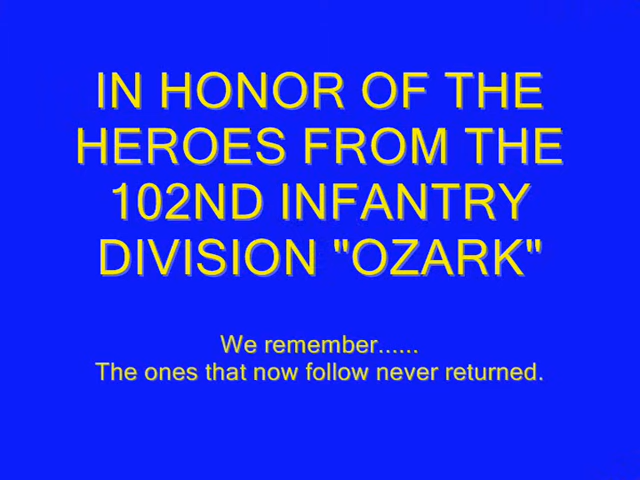 IN HONOR OF THE
HEROES FROM THE
102ND INFANTRY
DIVISION "OZARK"
We remember......
The ones that now follow never returned.